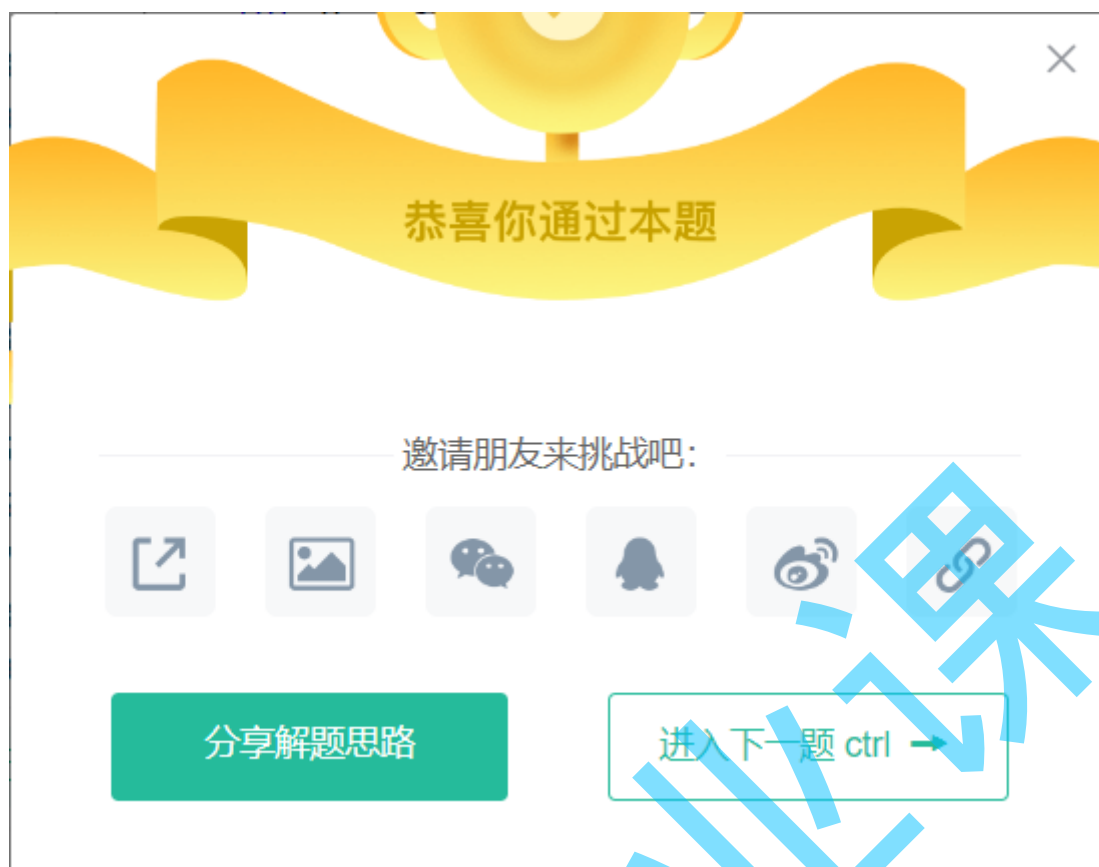 恭喜你通过本题
邀请朋友来挑战吧：
分享解题思路
进入下一题 ctrl ➞
业课